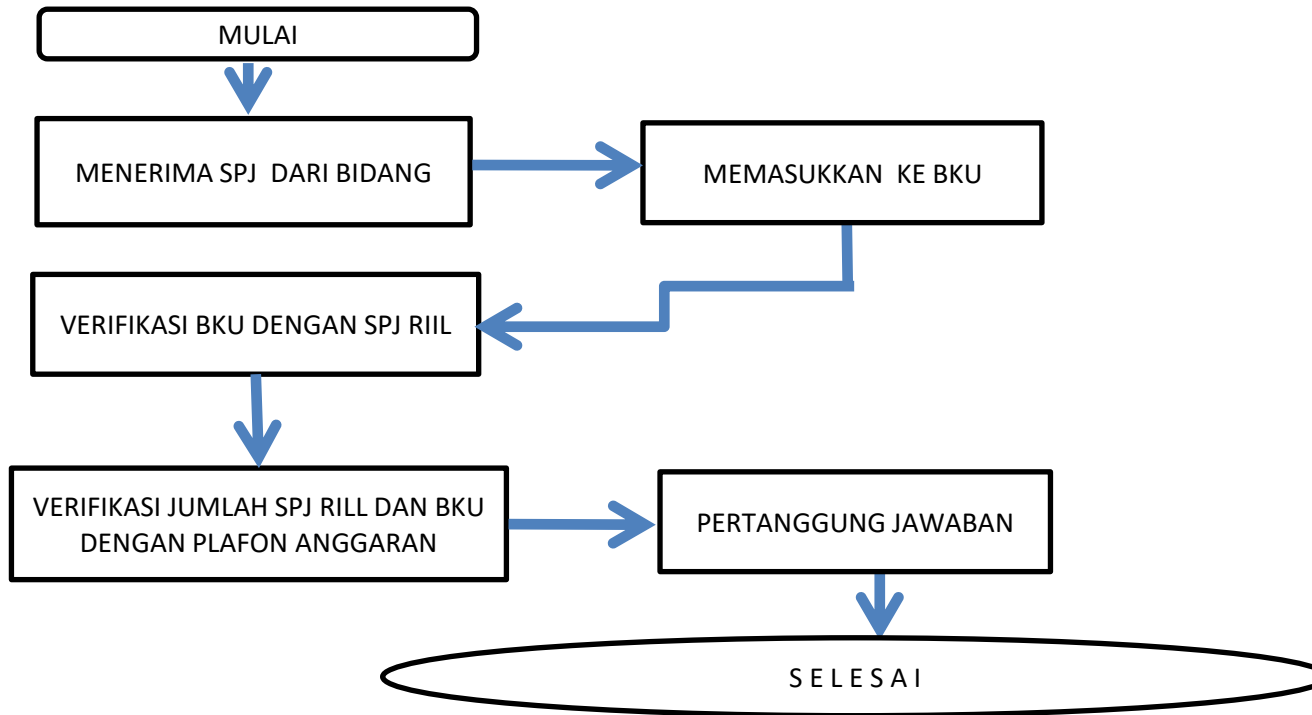 MULAI
MENERIMA SPJ DARI BIDANG
MEMASUKKAN KE BKU
VERIFIKASI BKU DENGAN SPJ RIIL
VERIFIKASI JUMLAH SPJ RILL DAN BKU
DENGAN PLAFON ANGGARAN
PERTANGGUNG JAWABAN
S E L E S A I